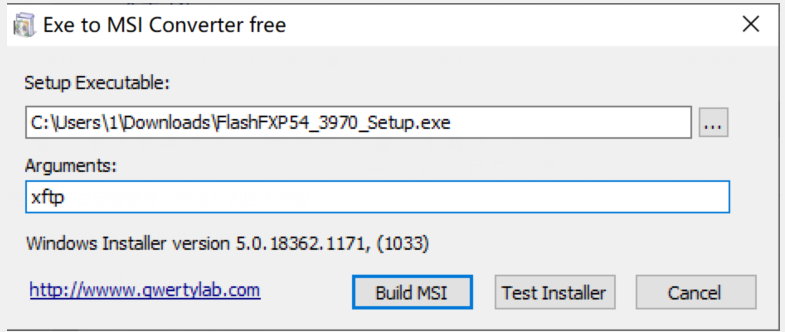 Exe to MSI Converter free
Setup Executable:
C:\Users\1\Downloads\FlashFXP54_3970_Setup.exe
...
Arguments:
xftp
Windows Installer version 5.0.18362.1171, (1033)
http://wwww.qwertylab.com
Build MSI
Test Installer
Cancel